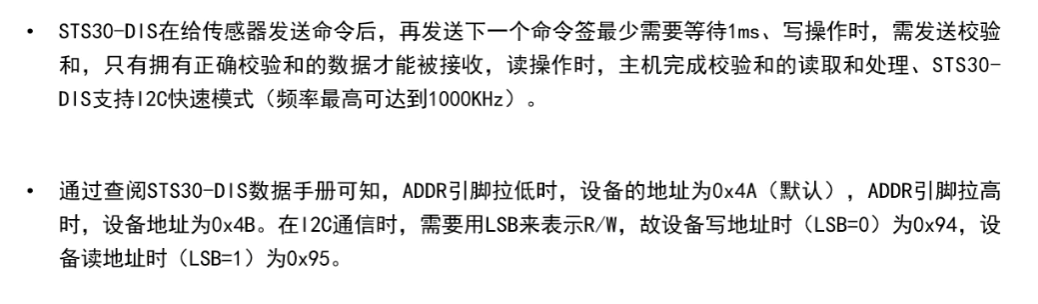 • STS30-DIS在给传感器发送命令后，再发送下一个命令签最少需要等待1ms、写操作时，需发送校验
和，只有拥有正确校验和的数据才能被接收，读操作时，主机完成校验和的读取和处理、STS30-
DIS支持I2C快速模式（频率最高可达到1000KHz）。
• 通过查阅STS30-DIS数据手册可知，ADDR引脚拉低时，设备的地址为0x4A（默认），ADDR引脚拉高
时，设备地址为0x4B。在I2C通信时，需要用LSB来表示R/W，故设备写地址时（LSB=0）为0x94，设
备读地址时（LSB=1）为0x95。